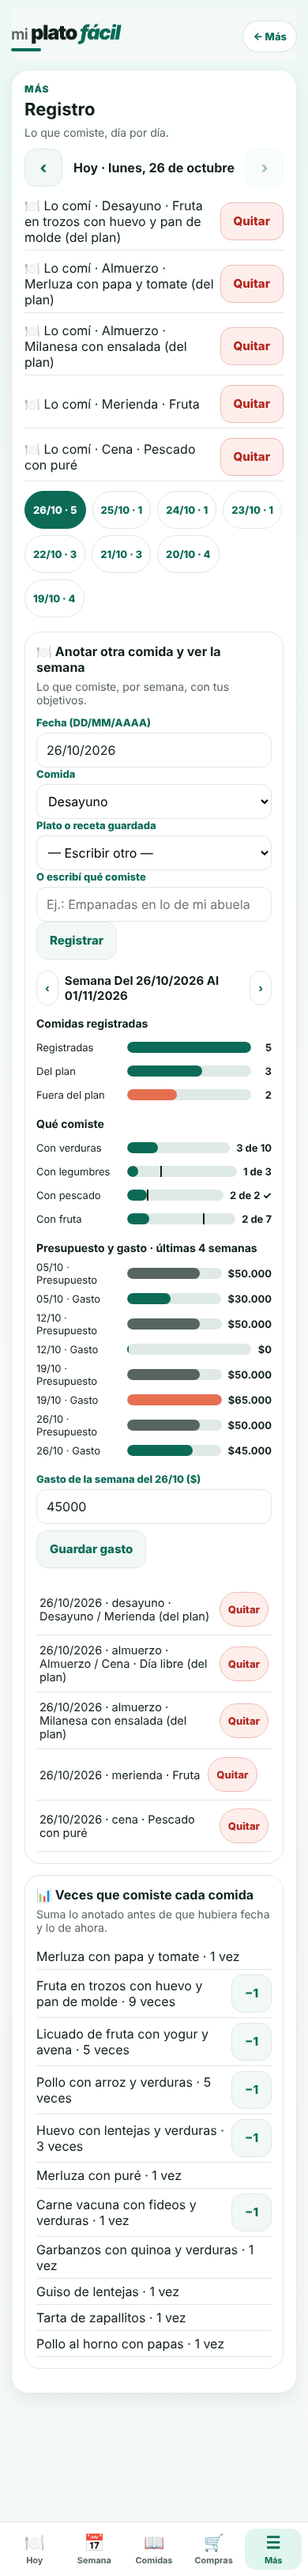 mi plato fácil
← Más
MÁS
Registro
Lo que comiste, día por día.
‹ Hoy · lunes, 26 de octubre ›
🍽️ Lo comí · Desayuno · Fruta
en trozos con huevo y pan de
molde (del plan)
Quitar
🍽️ Lo comí · Almuerzo ·
Merluza con papa y tomate (del
plan)
Quitar
🍽️ Lo comí · Almuerzo ·
Milanesa con ensalada (del
plan)
Quitar
🍽️ Lo comí · Merienda · Fruta
Quitar
🍽️ Lo comí · Cena · Pescado
con puré
Quitar
26/10 · 5 25/10 · 1 24/10 · 1 23/10 · 1
22/10 · 3 21/10 · 3 20/10 · 4
19/10 · 4
🍽️ Anotar otra comida y ver la
semana
Lo que comiste, por semana, con tus
objetivos.
Fecha (DD/MM/AAAA)
26/10/2026
Comida
Desayuno
Plato o receta guardada
— Escribir otro —
O escribí qué comiste
Ej.: Empanadas en lo de mi abuela
Registrar
‹ Semana Del 26/10/2026 Al
01/11/2026 ›
Comidas registradas
Registradas 5
Del plan 3
Fuera del plan 2
Qué comiste
Con verduras 3 de 10
Con legumbres 1 de 3
Con pescado 2 de 2 ✓
Con fruta 2 de 7
Presupuesto y gasto · últimas 4 semanas
05/10 ·
Presupuesto $50.000
05/10 · Gasto $30.000
12/10 ·
Presupuesto $50.000
12/10 · Gasto $0
19/10 ·
Presupuesto $50.000
19/10 · Gasto $65.000
26/10 ·
Presupuesto $50.000
26/10 · Gasto $45.000
Gasto de la semana del 26/10 ($)
45000
Guardar gasto
26/10/2026 · desayuno ·
Desayuno / Merienda (del plan)
Quitar
26/10/2026 · almuerzo ·
Almuerzo / Cena · Día libre (del
plan)
Quitar
26/10/2026 · almuerzo ·
Milanesa con ensalada (del
plan)
Quitar
26/10/2026 · merienda · Fruta
Quitar
26/10/2026 · cena · Pescado
con puré
Quitar
📊 Veces que comiste cada comida
Suma lo anotado antes de que hubiera fecha
y lo de ahora.
Merluza con papa y tomate · 1 vez
Fruta en trozos con huevo y
pan de molde · 9 veces
−1
Licuado de fruta con yogur y
avena · 5 veces
−1
Pollo con arroz y verduras · 5
veces
−1
Huevo con lentejas y verduras ·
3 veces
−1
Merluza con puré · 1 vez
Carne vacuna con fideos y
verduras · 1 vez
−1
Garbanzos con quinoa y verduras · 1
vez
Guiso de lentejas · 1 vez
Tarta de zapallitos · 1 vez
Pollo al horno con papas · 1 vez
Hoy Semana Comidas Compras Más